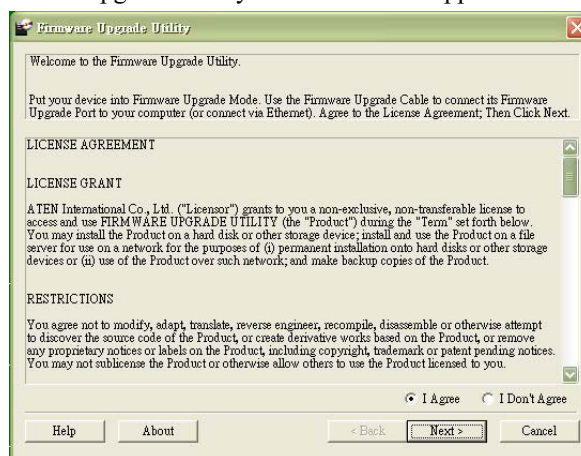 Firmware Upgrade Utility
Welcome to the Firmware Upgrade Utility.
Put your device into Firmware Upgrade Mode. Use the Firmware Upgrade Cable to connect its Firmware
Upgrade Port to your computer (or connect via Ethernet). Agree to the License Agreement; Then Click Next.
LICENSE AGREEMENT
LICENSE GRANT
ATEN International Co., Ltd. ("Licensor") grants to you a non-exclusive, non-transferable license to
access and use FIRMWARE UPGRADE UTILITY (the "Product") during the "Term" set forth below.
You may install the Product on a hard disk or other storage device; install and use the Product on a file
server for use on a network for the purposes of (i) permanent installation onto hard disks or other storage
devices or (ii) use of the Product over such network; and make backup copies of the Product.
RESTRICTIONS
You agree not to modify, adapt, translate, reverse engineer, recompile, disassemble or otherwise attempt
to discover the source code of the Product, or create derivative works based on the Product, or remove
any proprietary notices or labels on the Product, including copyright, trademark or patent pending notices.
You may not sublicense the Product or otherwise allow others to use the Product licensed to you.
I Agree I Don't Agree
Help About < Back Next > Cancel